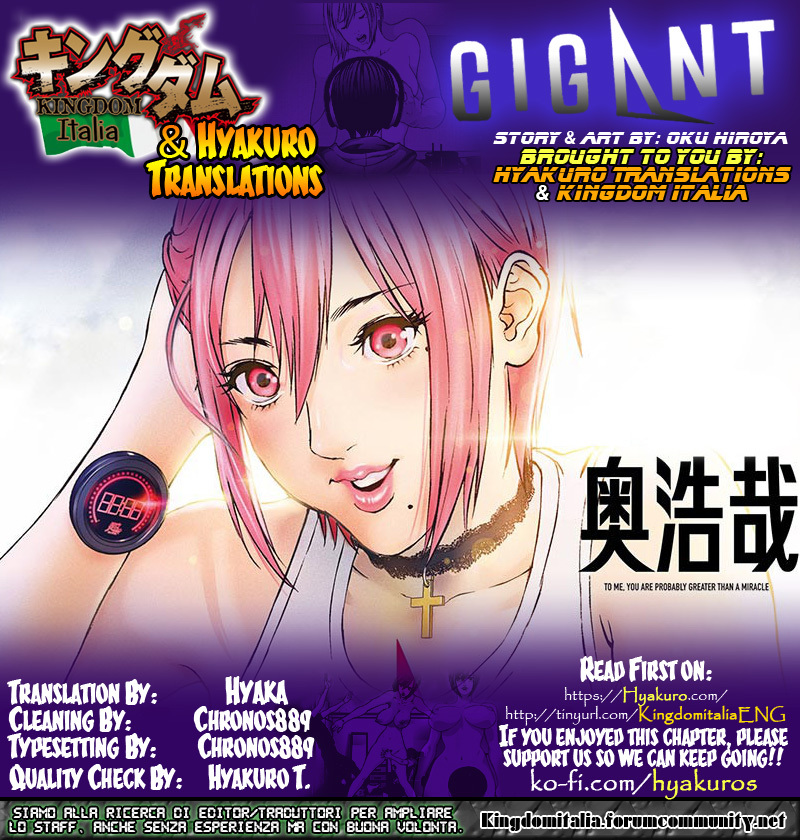 キングダム
KINGDOM
Italia
& HYAKURO
TRANSLATIONS
GIGANT
STORY & ART BY: OKU HIROYA
BROUGHT TO YOU BY:
HYAKURO TRANSLATIONS
& KINGDOM ITALIA
奥浩哉
TO ME, YOU ARE PROBABLY GREATER THAN A MIRACLE
TRANSLATION BY: HYAKA
CLEANING BY: CHRONOS889
TYPESETTING BY: CHRONOS889
QUALITY CHECK BY: HYAKURO T.
READ FIRST ON:
https://Hyakuro.com/
http://tinyurl.com/KingdomitaliaENG
IF YOU ENJOYED THIS CHAPTER, PLEASE
SUPPORT US SO WE CAN KEEP GOING!!
ko-fi.com/hyakuros
SIAMO ALLA RICERCA DI EDITOR/TRADUTTORI PER AMPLIARE
LO STAFF, ANCHE SENZA ESPERIENZA MA CON BUONA VOLONTA.
Kingdomitalia.forumcommunity.net